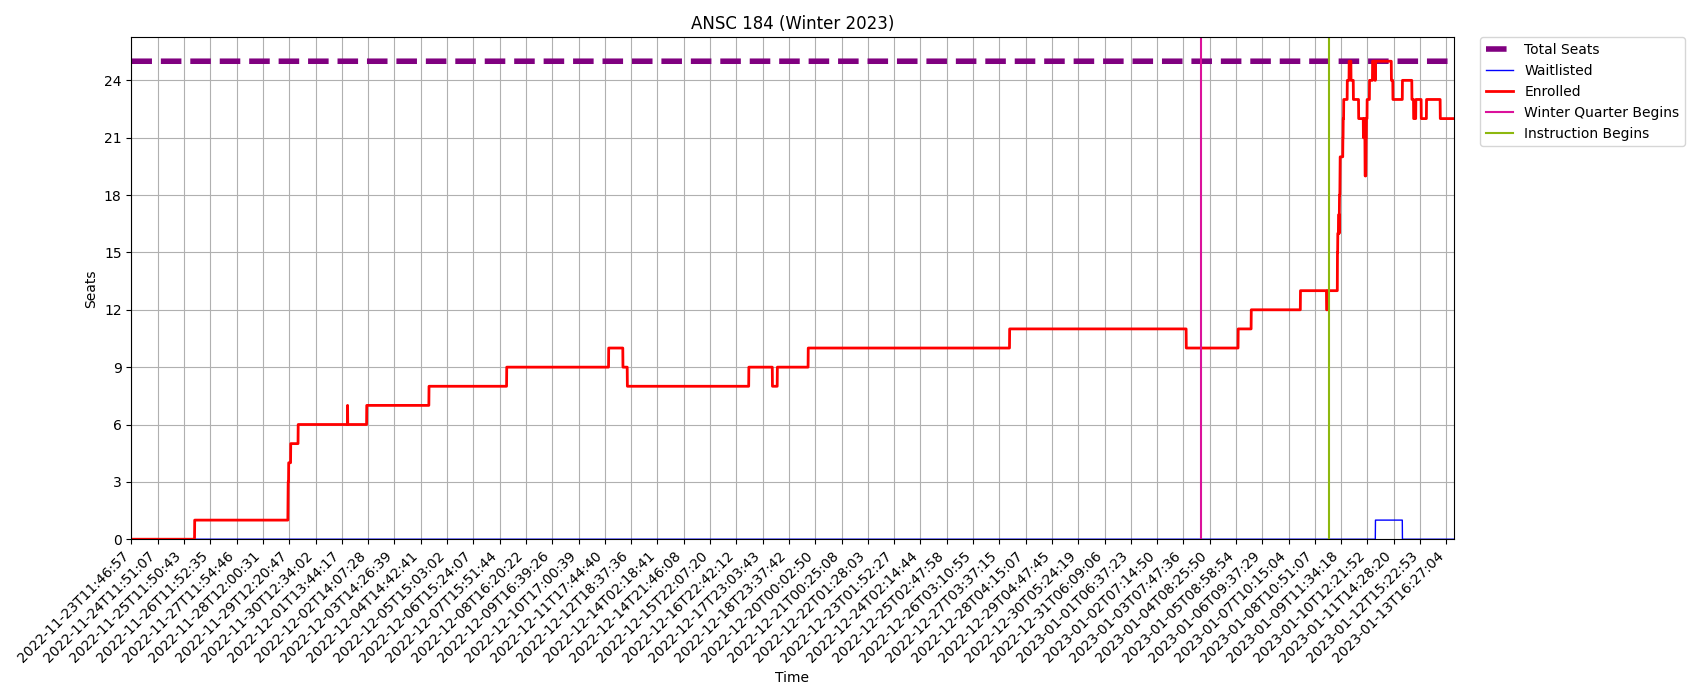 ANSC 184 (Winter 2023)
Total Seats
Waitlisted
Enrolled
Winter Quarter Begins
Instruction Begins
Seats
24
21
18
15
12
9
6
3
0
2022-11-23T11:46:57
2022-11-24T11:51:07
2022-11-25T11:50:43
2022-11-26T11:52:35
2022-11-27T11:54:46
2022-11-28T12:00:31
2022-11-29T12:20:47
2022-11-30T12:34:02
2022-12-01T13:44:17
2022-12-02T14:07:28
2022-12-03T14:26:39
2022-12-04T14:42:41
2022-12-05T15:03:02
2022-12-06T15:24:07
2022-12-07T15:51:44
2022-12-08T16:20:22
2022-12-09T16:39:26
2022-12-10T17:00:39
2022-12-11T17:44:40
2022-12-12T18:37:36
2022-12-14T02:18:41
2022-12-14T21:46:08
2022-12-15T22:07:20
2022-12-16T22:42:12
2022-12-17T23:03:43
2022-12-18T23:37:42
2022-12-20T00:02:50
2022-12-21T00:25:08
2022-12-22T01:28:03
2022-12-23T01:52:27
2022-12-24T02:14:44
2022-12-25T02:47:58
2022-12-26T03:10:55
2022-12-27T03:37:15
2022-12-28T04:15:07
2022-12-29T04:47:45
2022-12-30T05:24:19
2022-12-31T06:09:06
2023-01-01T06:37:23
2023-01-02T07:14:50
2023-01-03T07:47:36
2023-01-04T08:25:50
2023-01-05T08:58:54
2023-01-06T09:37:29
2023-01-07T10:15:04
2023-01-08T10:51:07
2023-01-09T11:34:18
2023-01-10T12:21:52
2023-01-11T14:28:20
2023-01-12T15:22:53
2023-01-13T16:27:04
Time